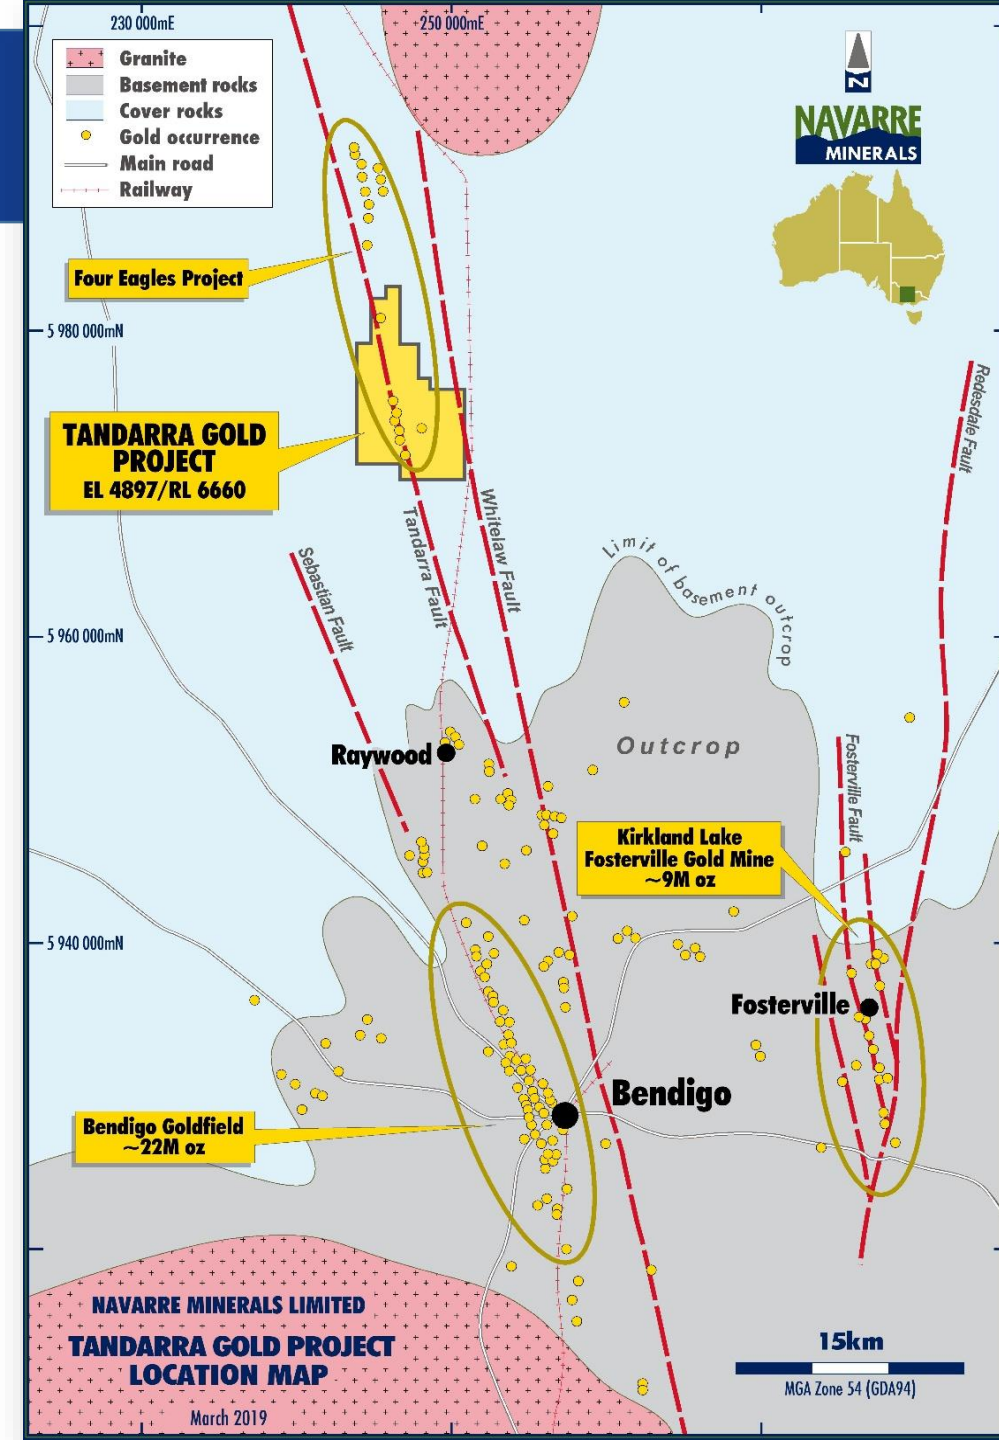 230 000mE
250 000mE
Granite
Basement rocks
Cover rocks
Gold occurrence
Main road
Railway
N
NAVARRE
MINERALS
Four Eagles Project
5 980 000mN
TANDARRA GOLD
PROJECT
EL 4897/RL 6660
Redesdale Fault
Whitelaw Fault
Tandarra Fault
Sebastian Fault
Limit of basement outcrop
5 960 000mN
Raywood
Outcrop
Fosterville Fault
Kirkland Lake
Fosterville Gold Mine
~9M oz
5 940 000mN
Fosterville
Bendigo
Bendigo Goldfield
~22M oz
NAVARRE MINERALS LIMITED
TANDARRA GOLD PROJECT
LOCATION MAP
March 2019
15km
MGA Zone 54 (GDA94)